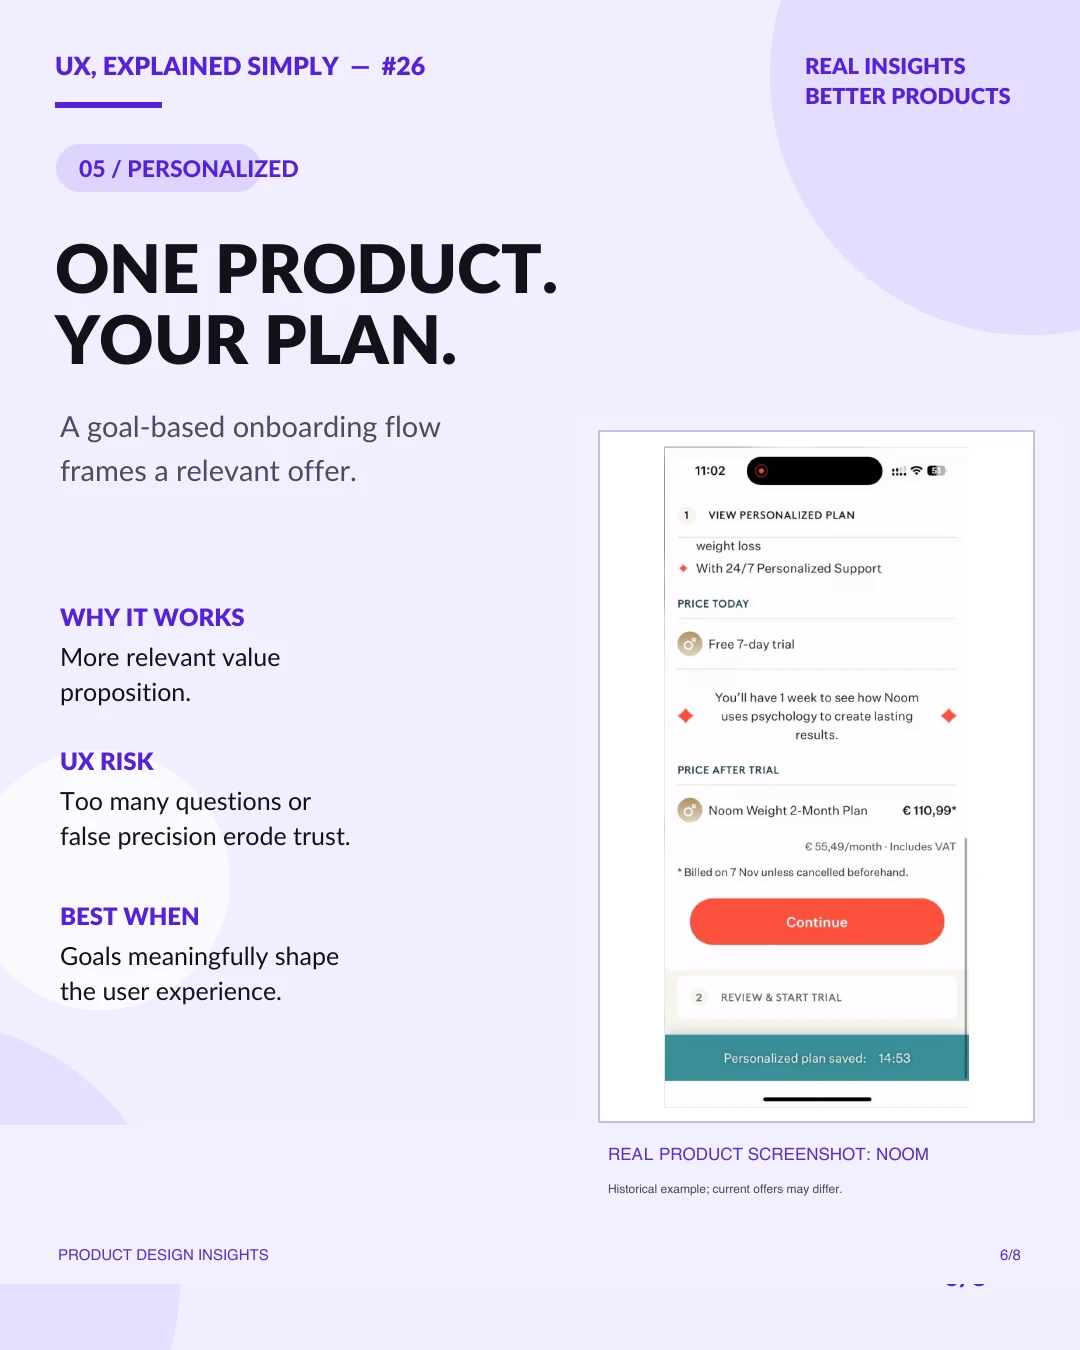 UX, EXPLAINED SIMPLY — #26
REAL INSIGHTS
BETTER PRODUCTS
05 / PERSONALIZED
ONE PRODUCT.
YOUR PLAN.
A goal-based onboarding flow
frames a relevant offer.
WHY IT WORKS
More relevant value
proposition.
UX RISK
Too many questions or
false precision erode trust.
BEST WHEN
Goals meaningfully shape
the user experience.
11:02
51
1 VIEW PERSONALIZED PLAN
weight loss
With 24/7 Personalized Support
PRICE TODAY
Free 7-day trial
You’ll have 1 week to see how Noom
uses psychology to create lasting
results.
PRICE AFTER TRIAL
Noom Weight 2-Month Plan € 110,99*
€ 55,49/month · Includes VAT
* Billed on 7 Nov unless cancelled beforehand.
Continue
2 REVIEW & START TRIAL
Personalized plan saved: 14:53
REAL PRODUCT SCREENSHOT: NOOM
Historical example; current offers may differ.
PRODUCT DESIGN INSIGHTS
6/8